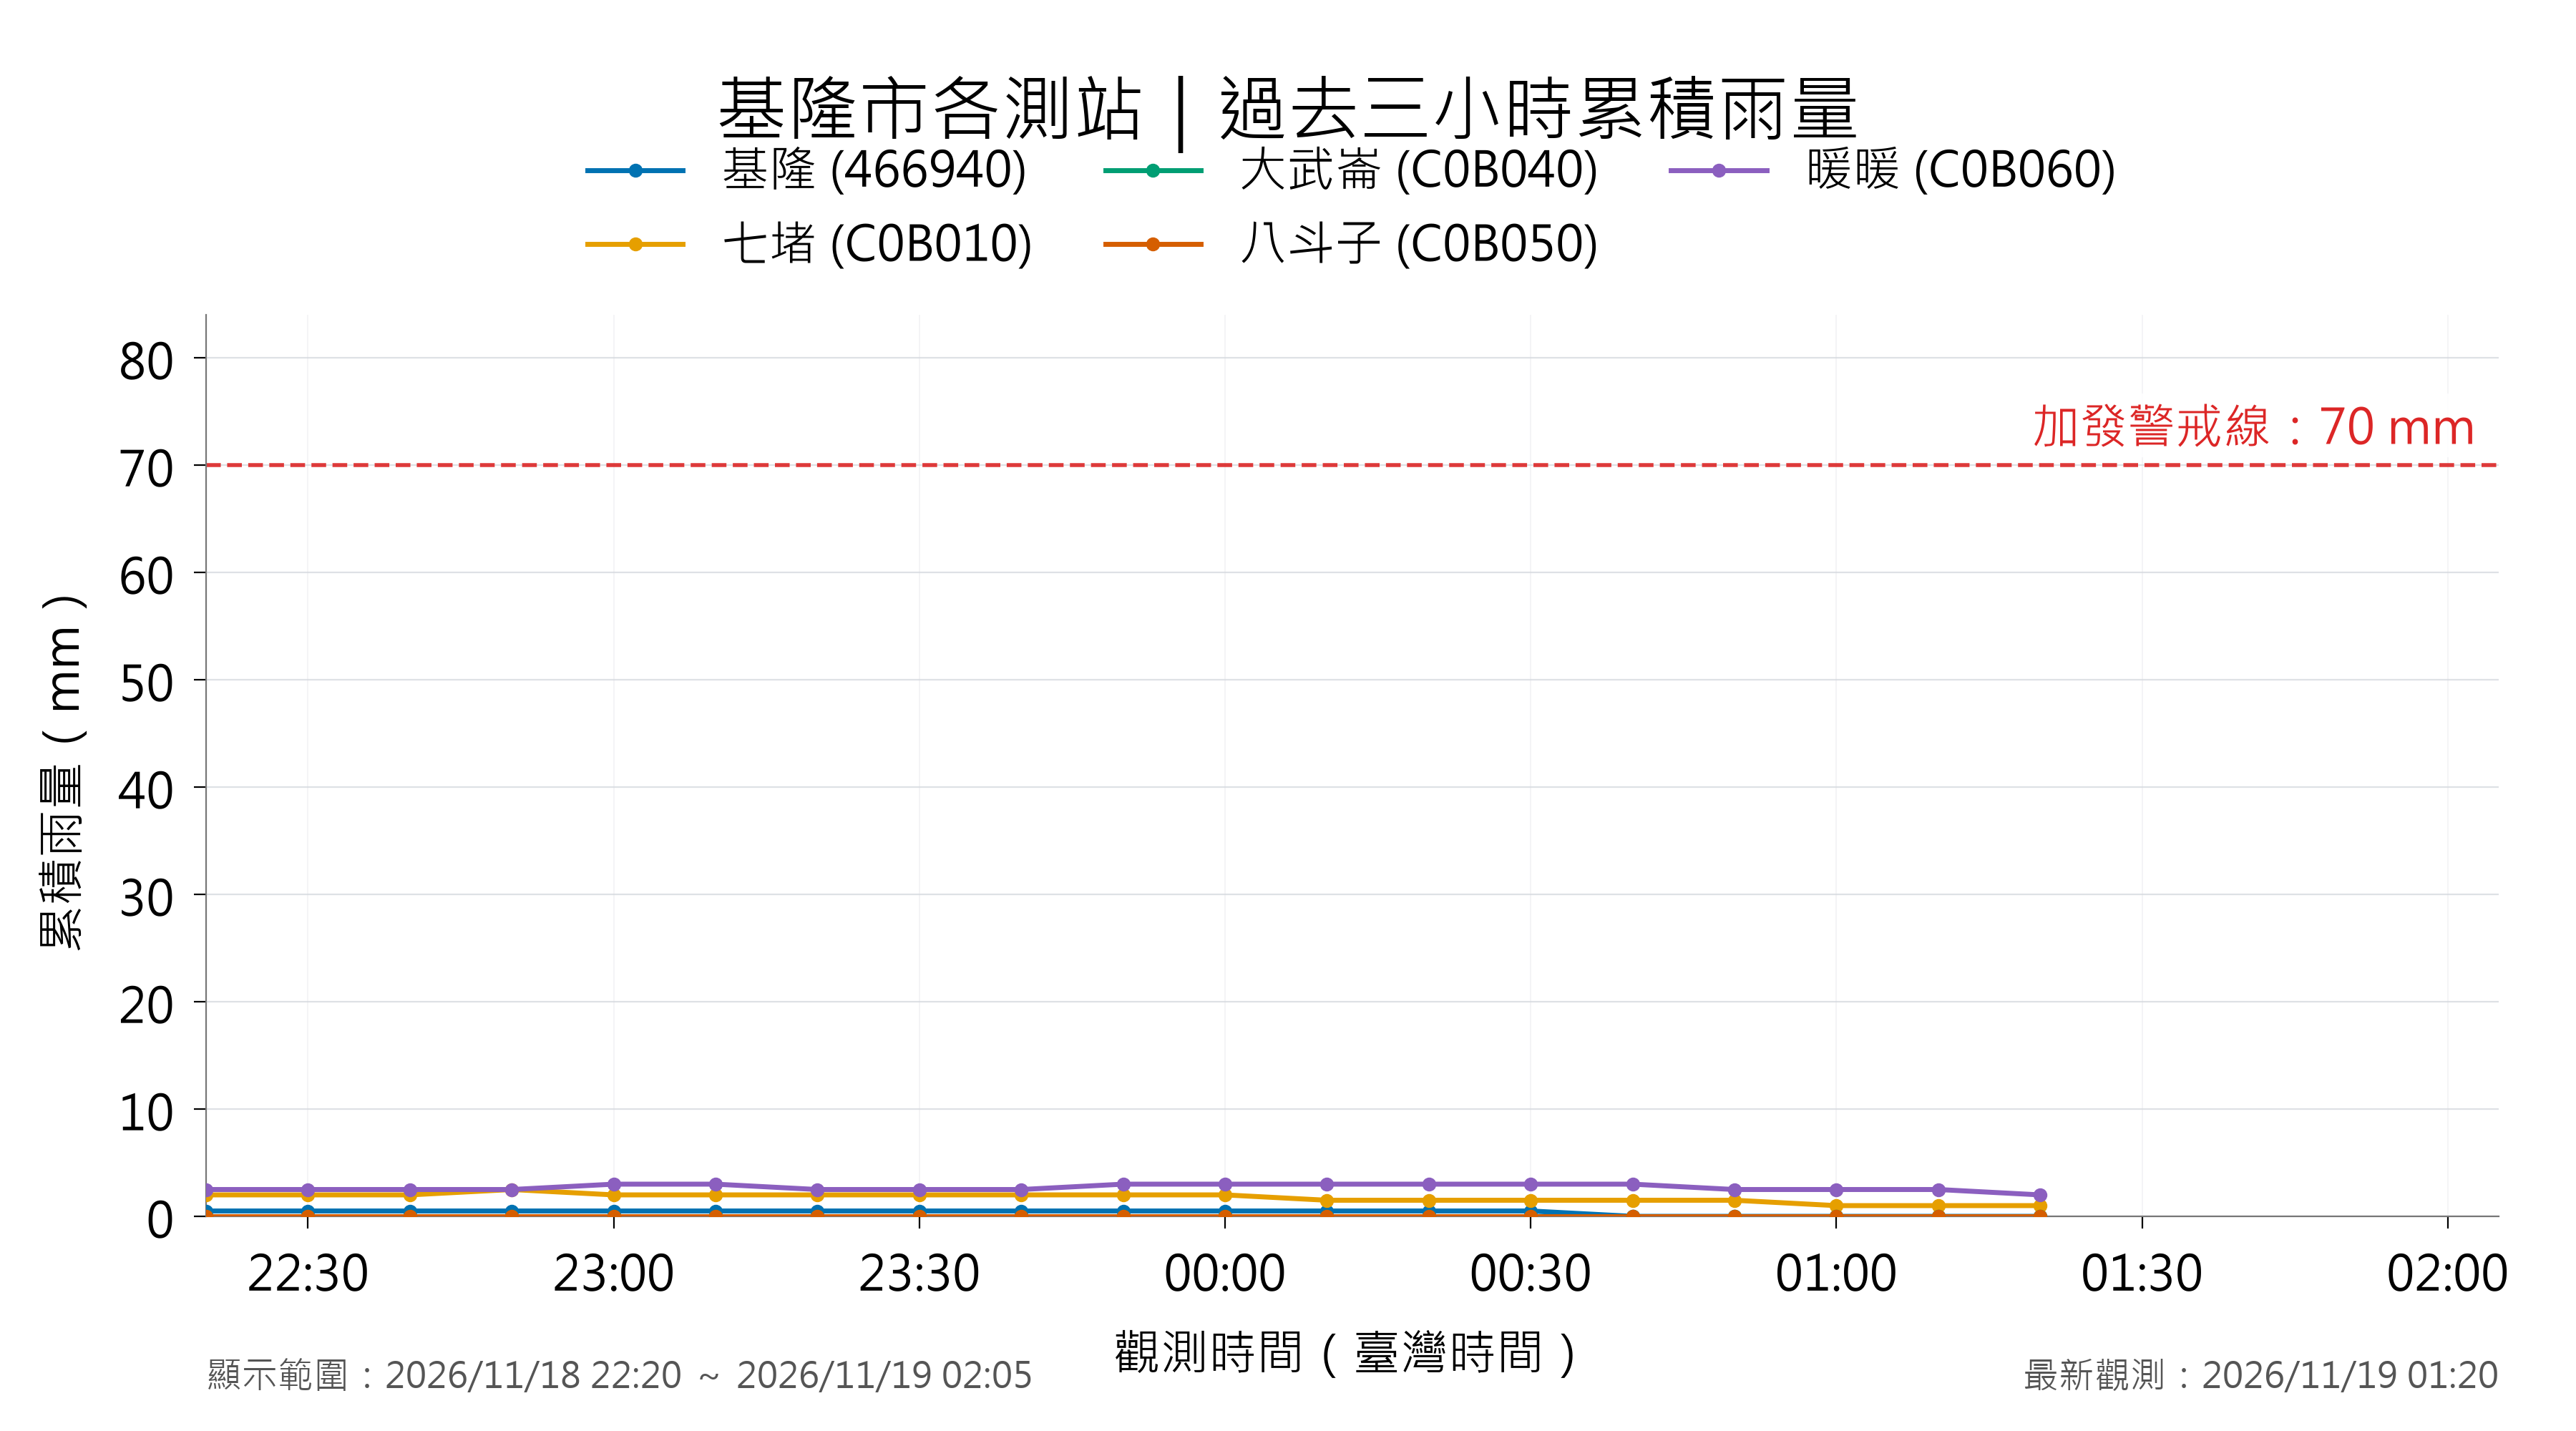 基隆市各測站｜過去三小時累積雨量
基隆 (466940)
大武崙 (C0B040)
暖暖 (C0B060)
七堵 (C0B010)
八斗子 (C0B050)
累積雨量（mm）
80
70
60
50
40
30
20
10
0
加發警戒線：70 mm
22:30 23:00 23:30 00:00 00:30 01:00 01:30 02:00
觀測時間（臺灣時間）
顯示範圍：2026/11/18 22:20 ~ 2026/11/19 02:05
最新觀測：2026/11/19 01:20